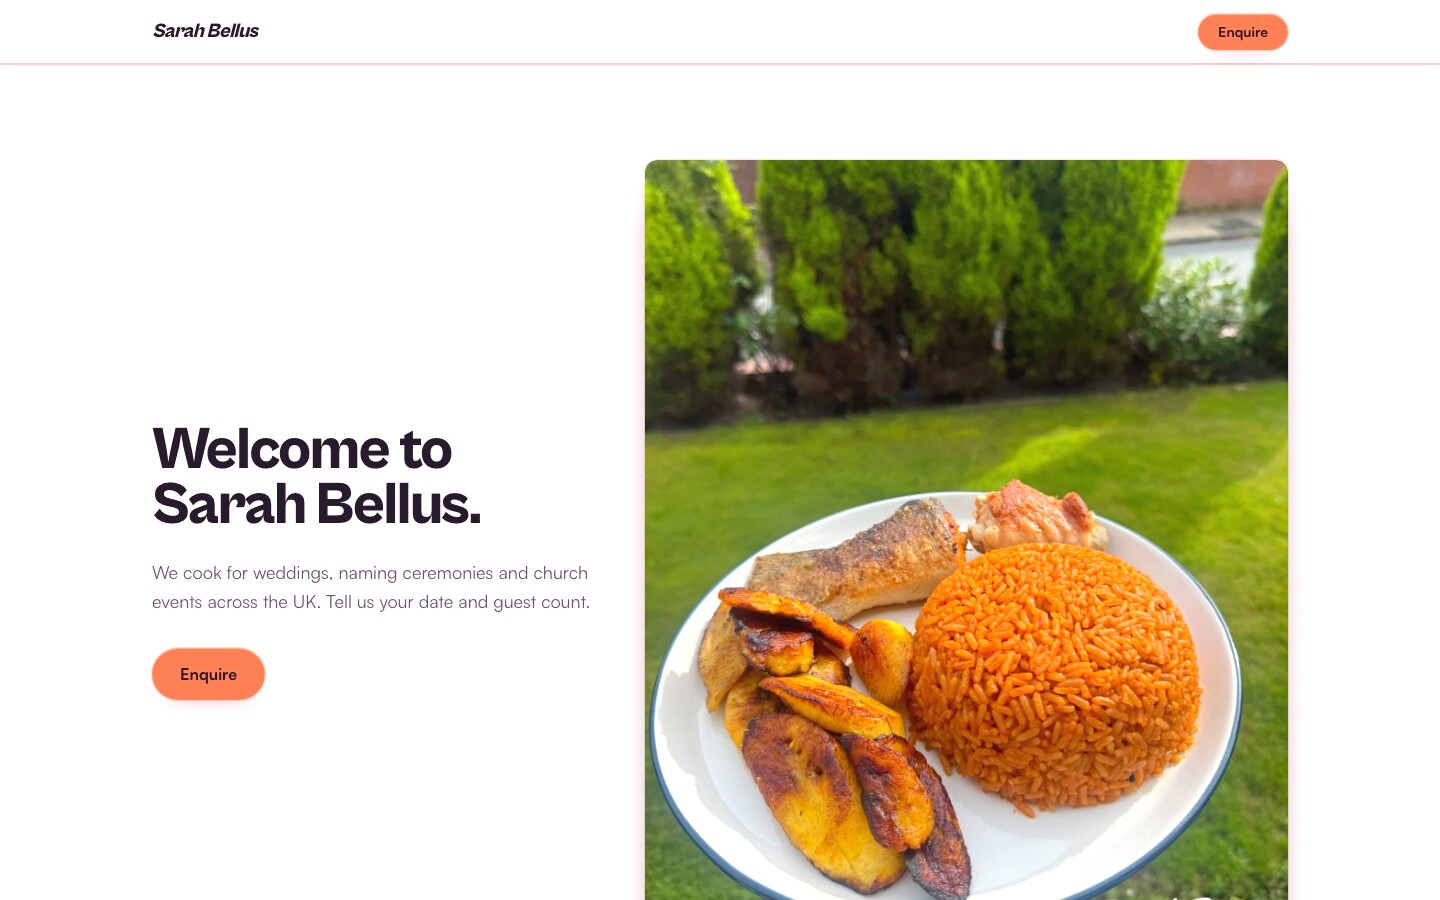 Sarah Bellus
Enquire
Welcome to
Sarah Bellus.
We cook for weddings, naming ceremonies and church
events across the UK. Tell us your date and guest count.
Enquire